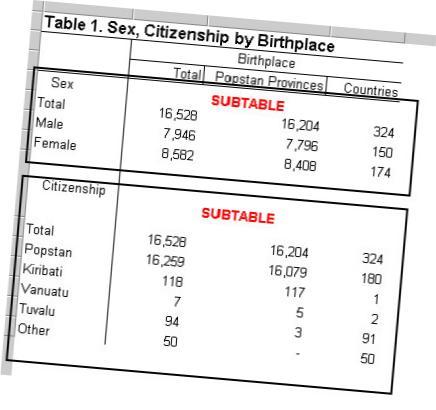 Table 1. Sex, Citizenship by Birthplace
Birthplace
Total Popstan Provinces Countries
Sex
SUBTABLE
Total 16,528 16,204 324
Male 7,946 7,796 150
Female 8,582 8,408 174
Citizenship
SUBTABLE
Total 16,528 16,204 324
Popstan 16,259 16,079 180
Kiribati 118 117 1
Vanuatu 7 5 2
Tuvalu 94 3 91
Other 50 - 50